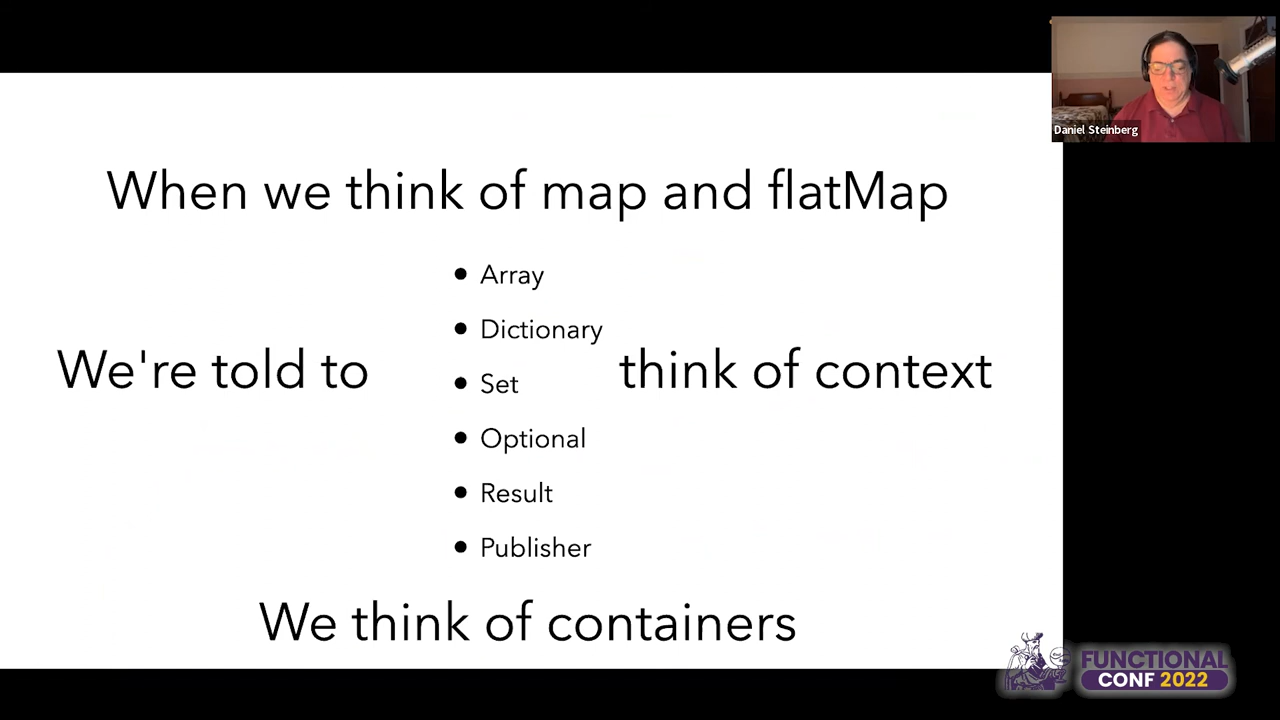 Daniel Steinberg
When we think of map and flatMap
• Array
• Dictionary
We're told to
think of context
• Set
• Optional
• Result
• Publisher
We think of containers
FUNCTIONAL
CONF 2022